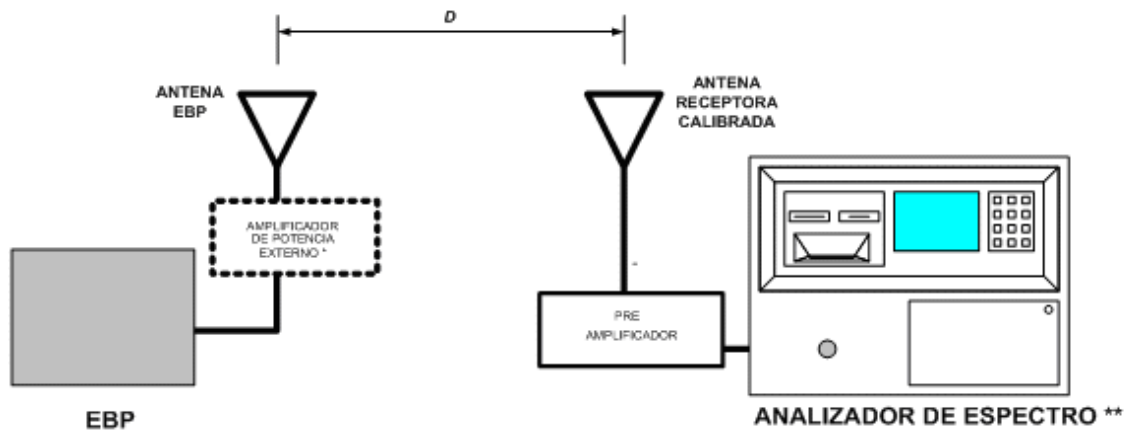 D
ANTENA
EBP
ANTENA
RECEPTORA
CALIBRADA
AMPLIFICADOR
DE POTENCIA
EXTERNO *
PRE
AMPLIFICADOR
EBP
ANALIZADOR DE ESPECTRO **